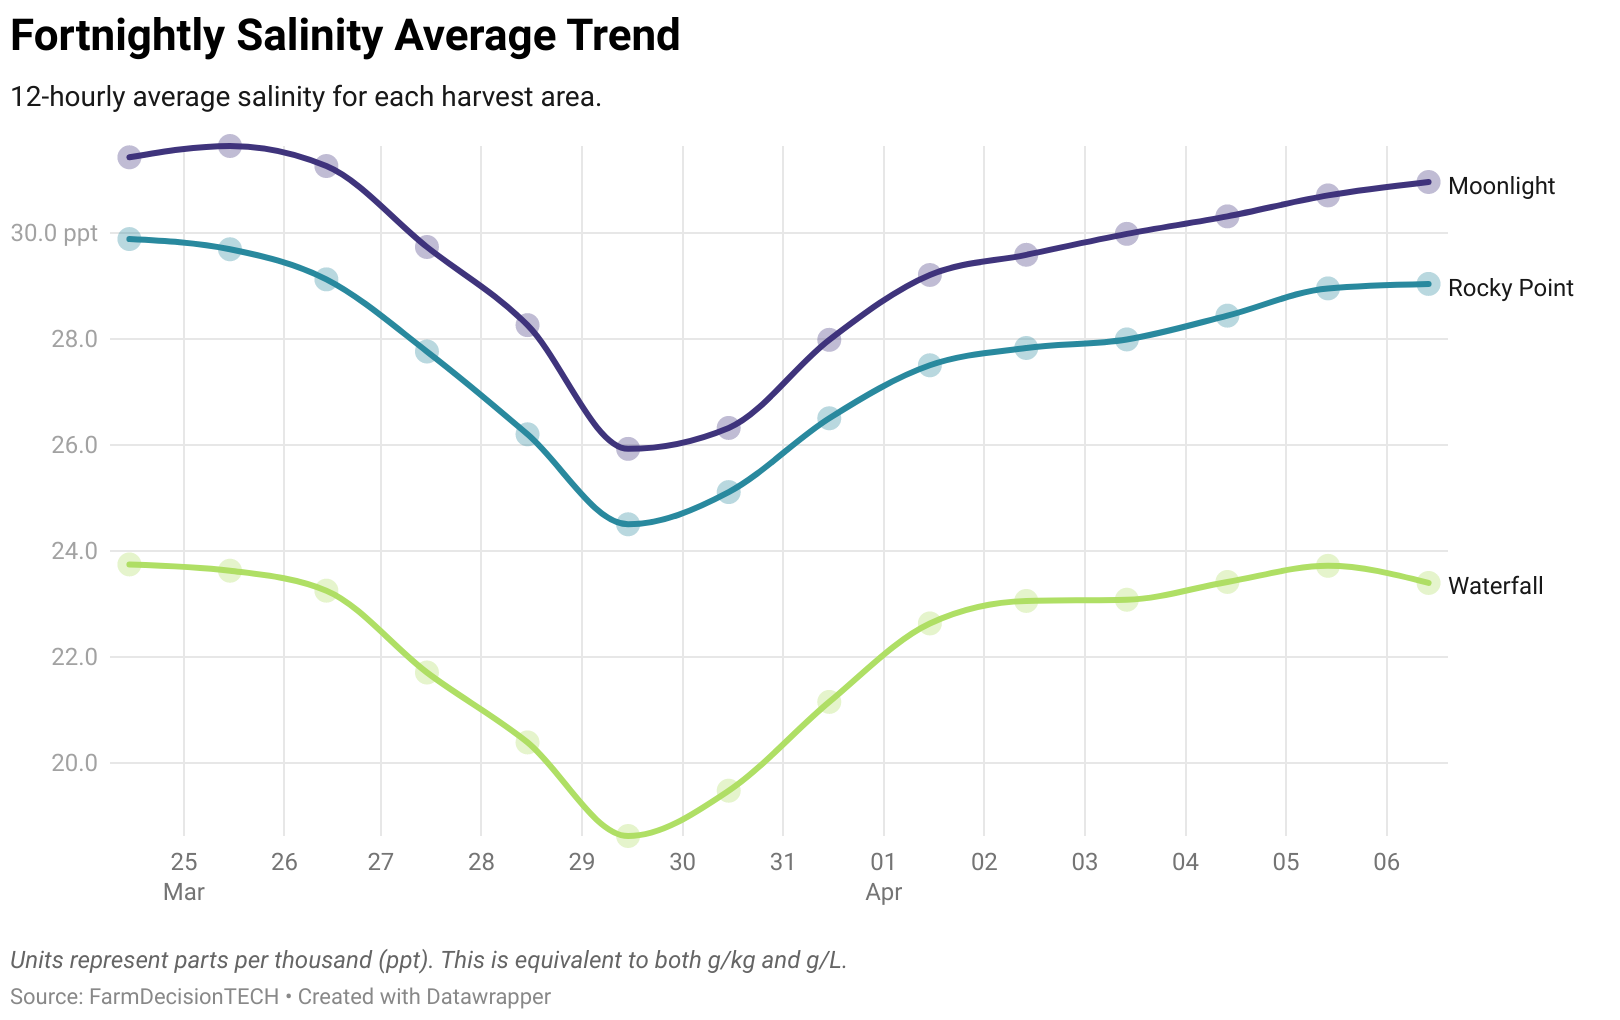 Fortnightly Salinity Average Trend
12-hourly average salinity for each harvest area.
Moonlight
30.0 ppt
Rocky Point
28.0
26.0
24.0
Waterfall
22.0
20.0
25 26 27 28 29 30 31 01 02 03 04 05 06
Mar Apr
Units represent parts per thousand (ppt). This is equivalent to both g/kg and g/L.
Source: FarmDecisionTECH • Created with Datawrapper